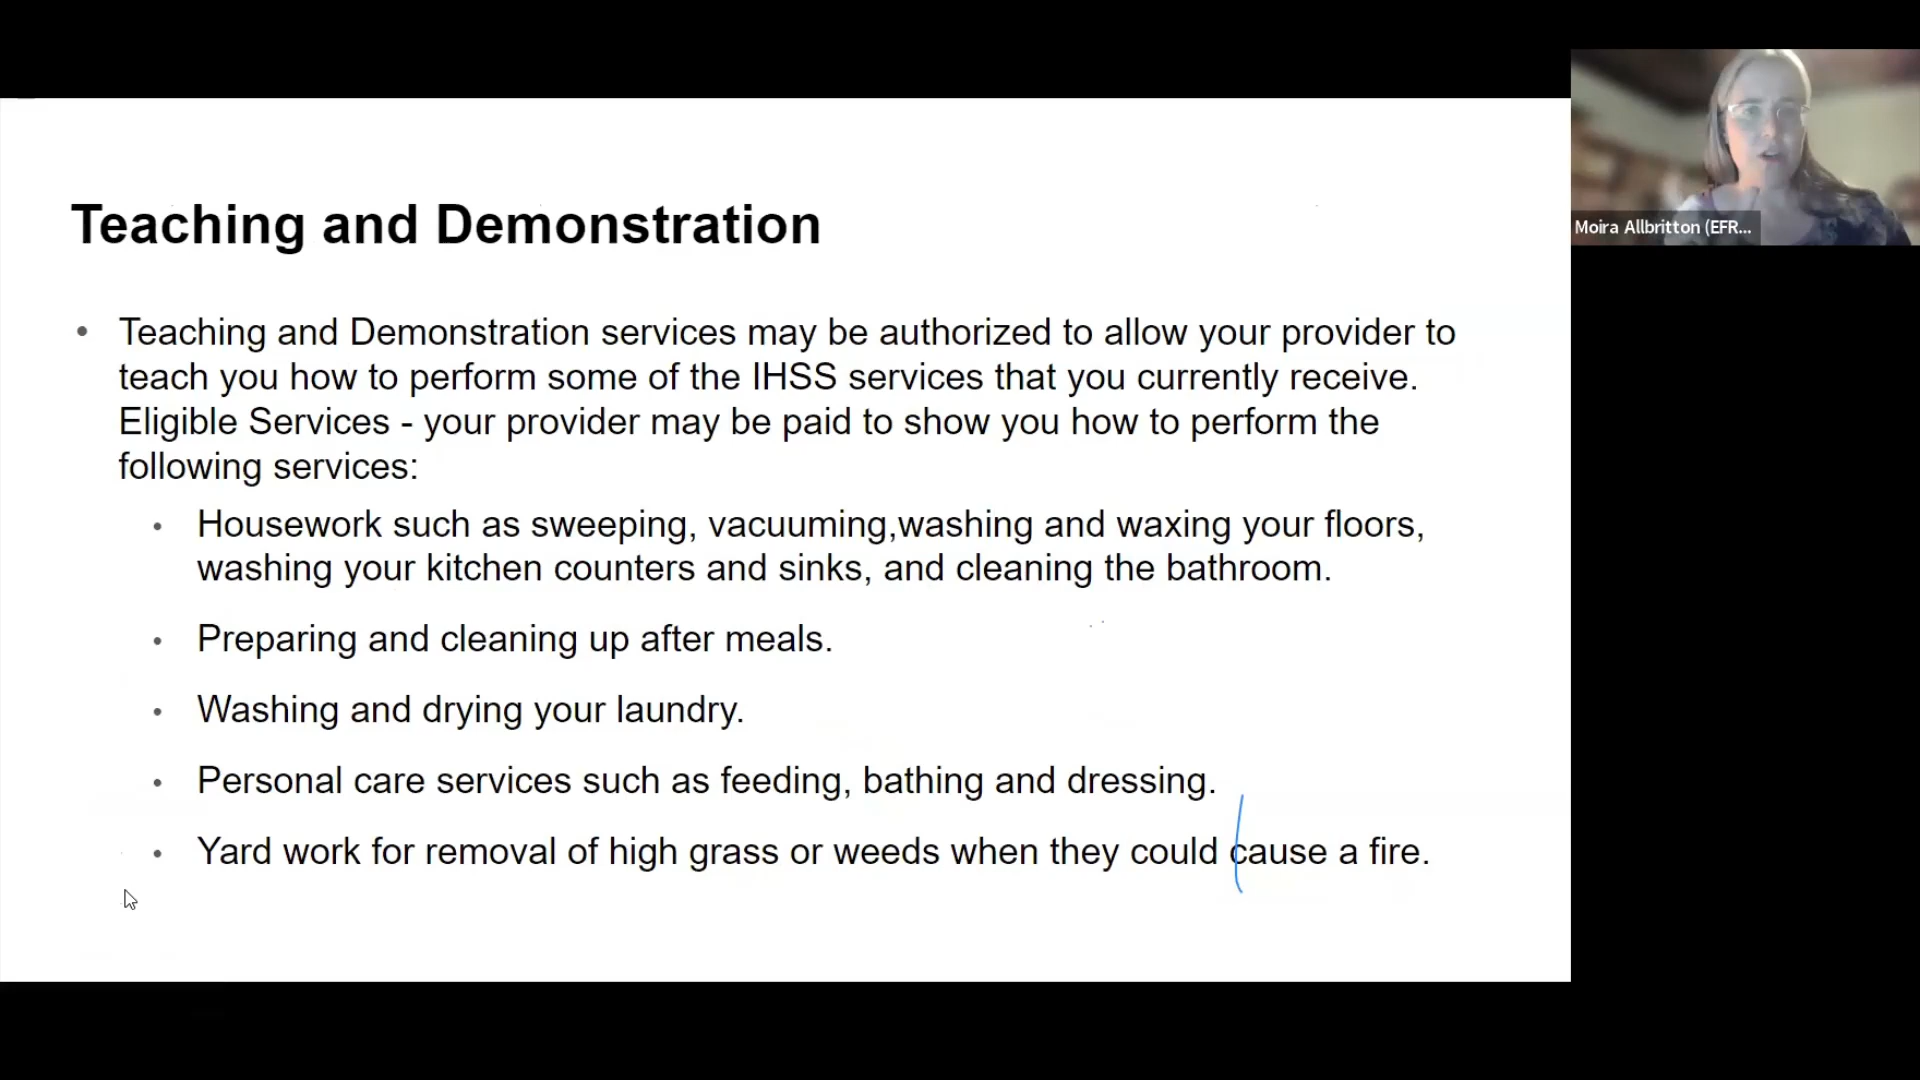 Teaching and Demonstration
• Teaching and Demonstration services may be authorized to allow your provider to
teach you how to perform some of the IHSS services that you currently receive.
Eligible Services - your provider may be paid to show you how to perform the
following services:
• Housework such as sweeping, vacuuming,washing and waxing your floors,
washing your kitchen counters and sinks, and cleaning the bathroom.
• Preparing and cleaning up after meals.
• Washing and drying your laundry.
• Personal care services such as feeding, bathing and dressing.
• Yard work for removal of high grass or weeds when they could cause a fire.
Moira Allbritton (EFR...